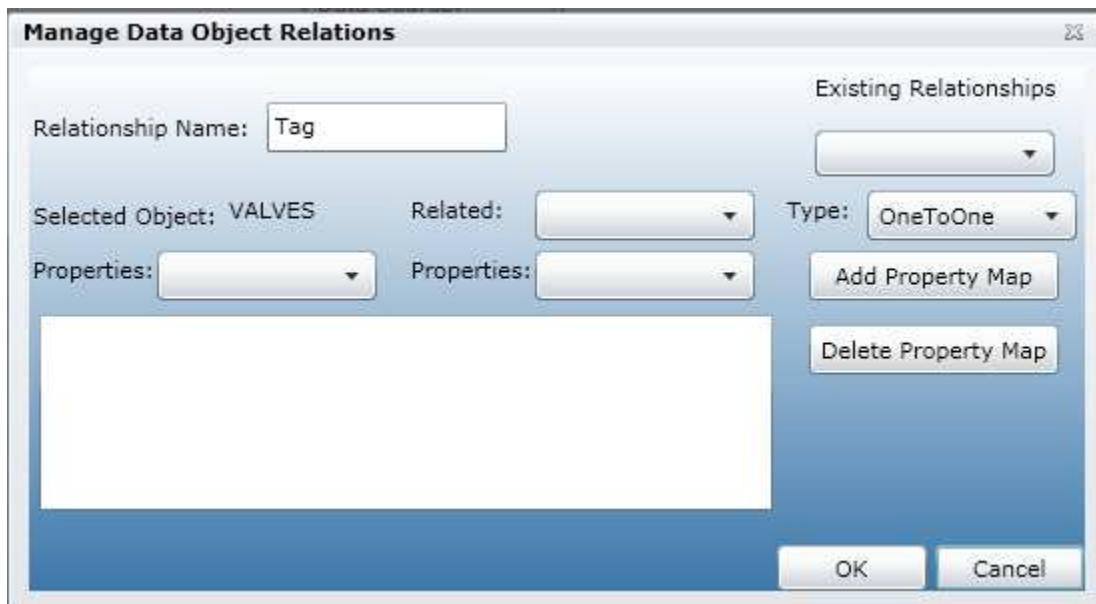 Manage Data Object Relations
Existing Relationships
Relationship Name: Tag
Selected Object: VALVES Related: Type: OneToOne
Properties: Properties: Add Property Map
Delete Property Map
OK Cancel